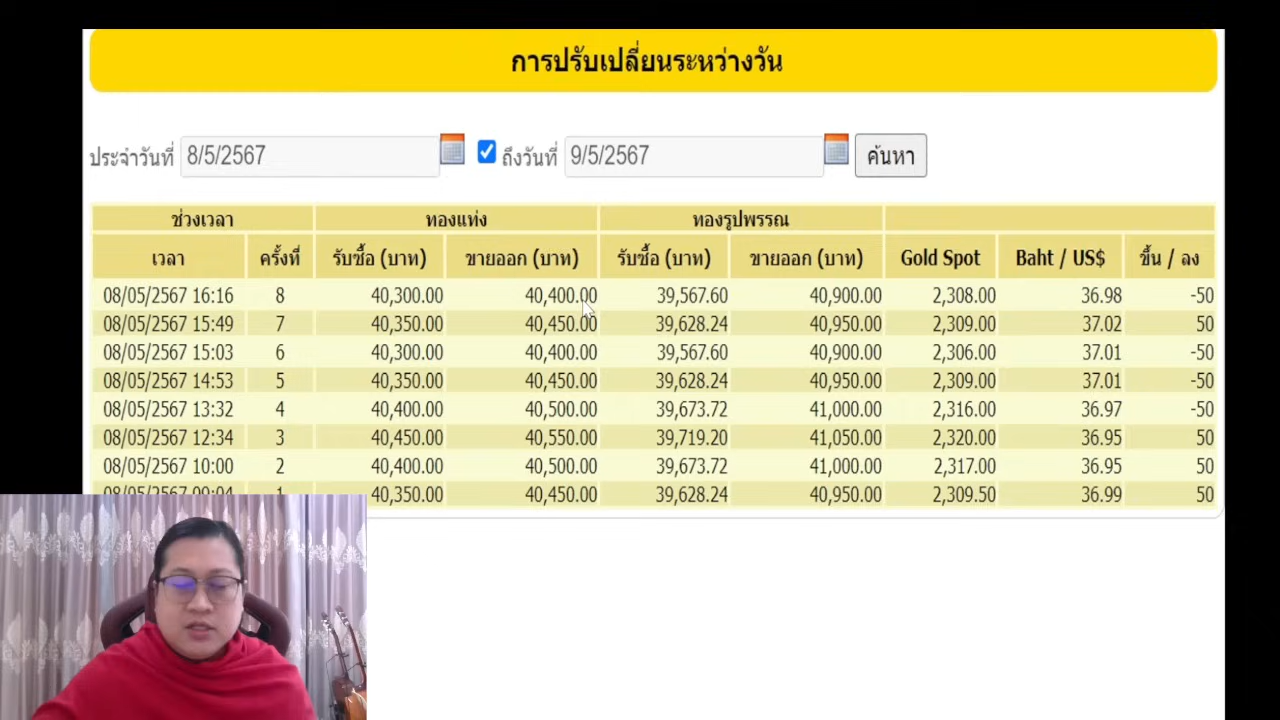 การปรับเปลี่ยนระหว่างวัน
ประจำวันที่ 8/5/2567 ถึงวันที่ 9/5/2567 ค้นหา
ช่วงเวลา ทองแท่ง ทองรูปพรรณ
เวลา ครั้งที่ รับซื้อ (บาท) ขายออก (บาท) รับซื้อ (บาท) ขายออก (บาท) Gold Spot Baht / US$ ขึ้น / ลง
08/05/2567 16:16 8 40,300.00 40,400.00 39,567.60 40,900.00 2,308.00 36.98 -50
08/05/2567 15:49 7 40,350.00 40,450.00 39,628.24 40,950.00 2,309.00 37.02 50
08/05/2567 15:03 6 40,300.00 40,400.00 39,567.60 40,900.00 2,306.00 37.01 -50
08/05/2567 14:53 5 40,350.00 40,450.00 39,628.24 40,950.00 2,309.00 37.01 -50
08/05/2567 13:32 4 40,400.00 40,500.00 39,673.72 41,000.00 2,316.00 36.97 -50
08/05/2567 12:34 3 40,450.00 40,550.00 39,719.20 41,050.00 2,320.00 36.95 50
08/05/2567 10:00 2 40,400.00 40,500.00 39,673.72 41,000.00 2,317.00 36.95 50
08/05/2567 09:04 1 40,350.00 40,450.00 39,628.24 40,950.00 2,309.50 36.99 50